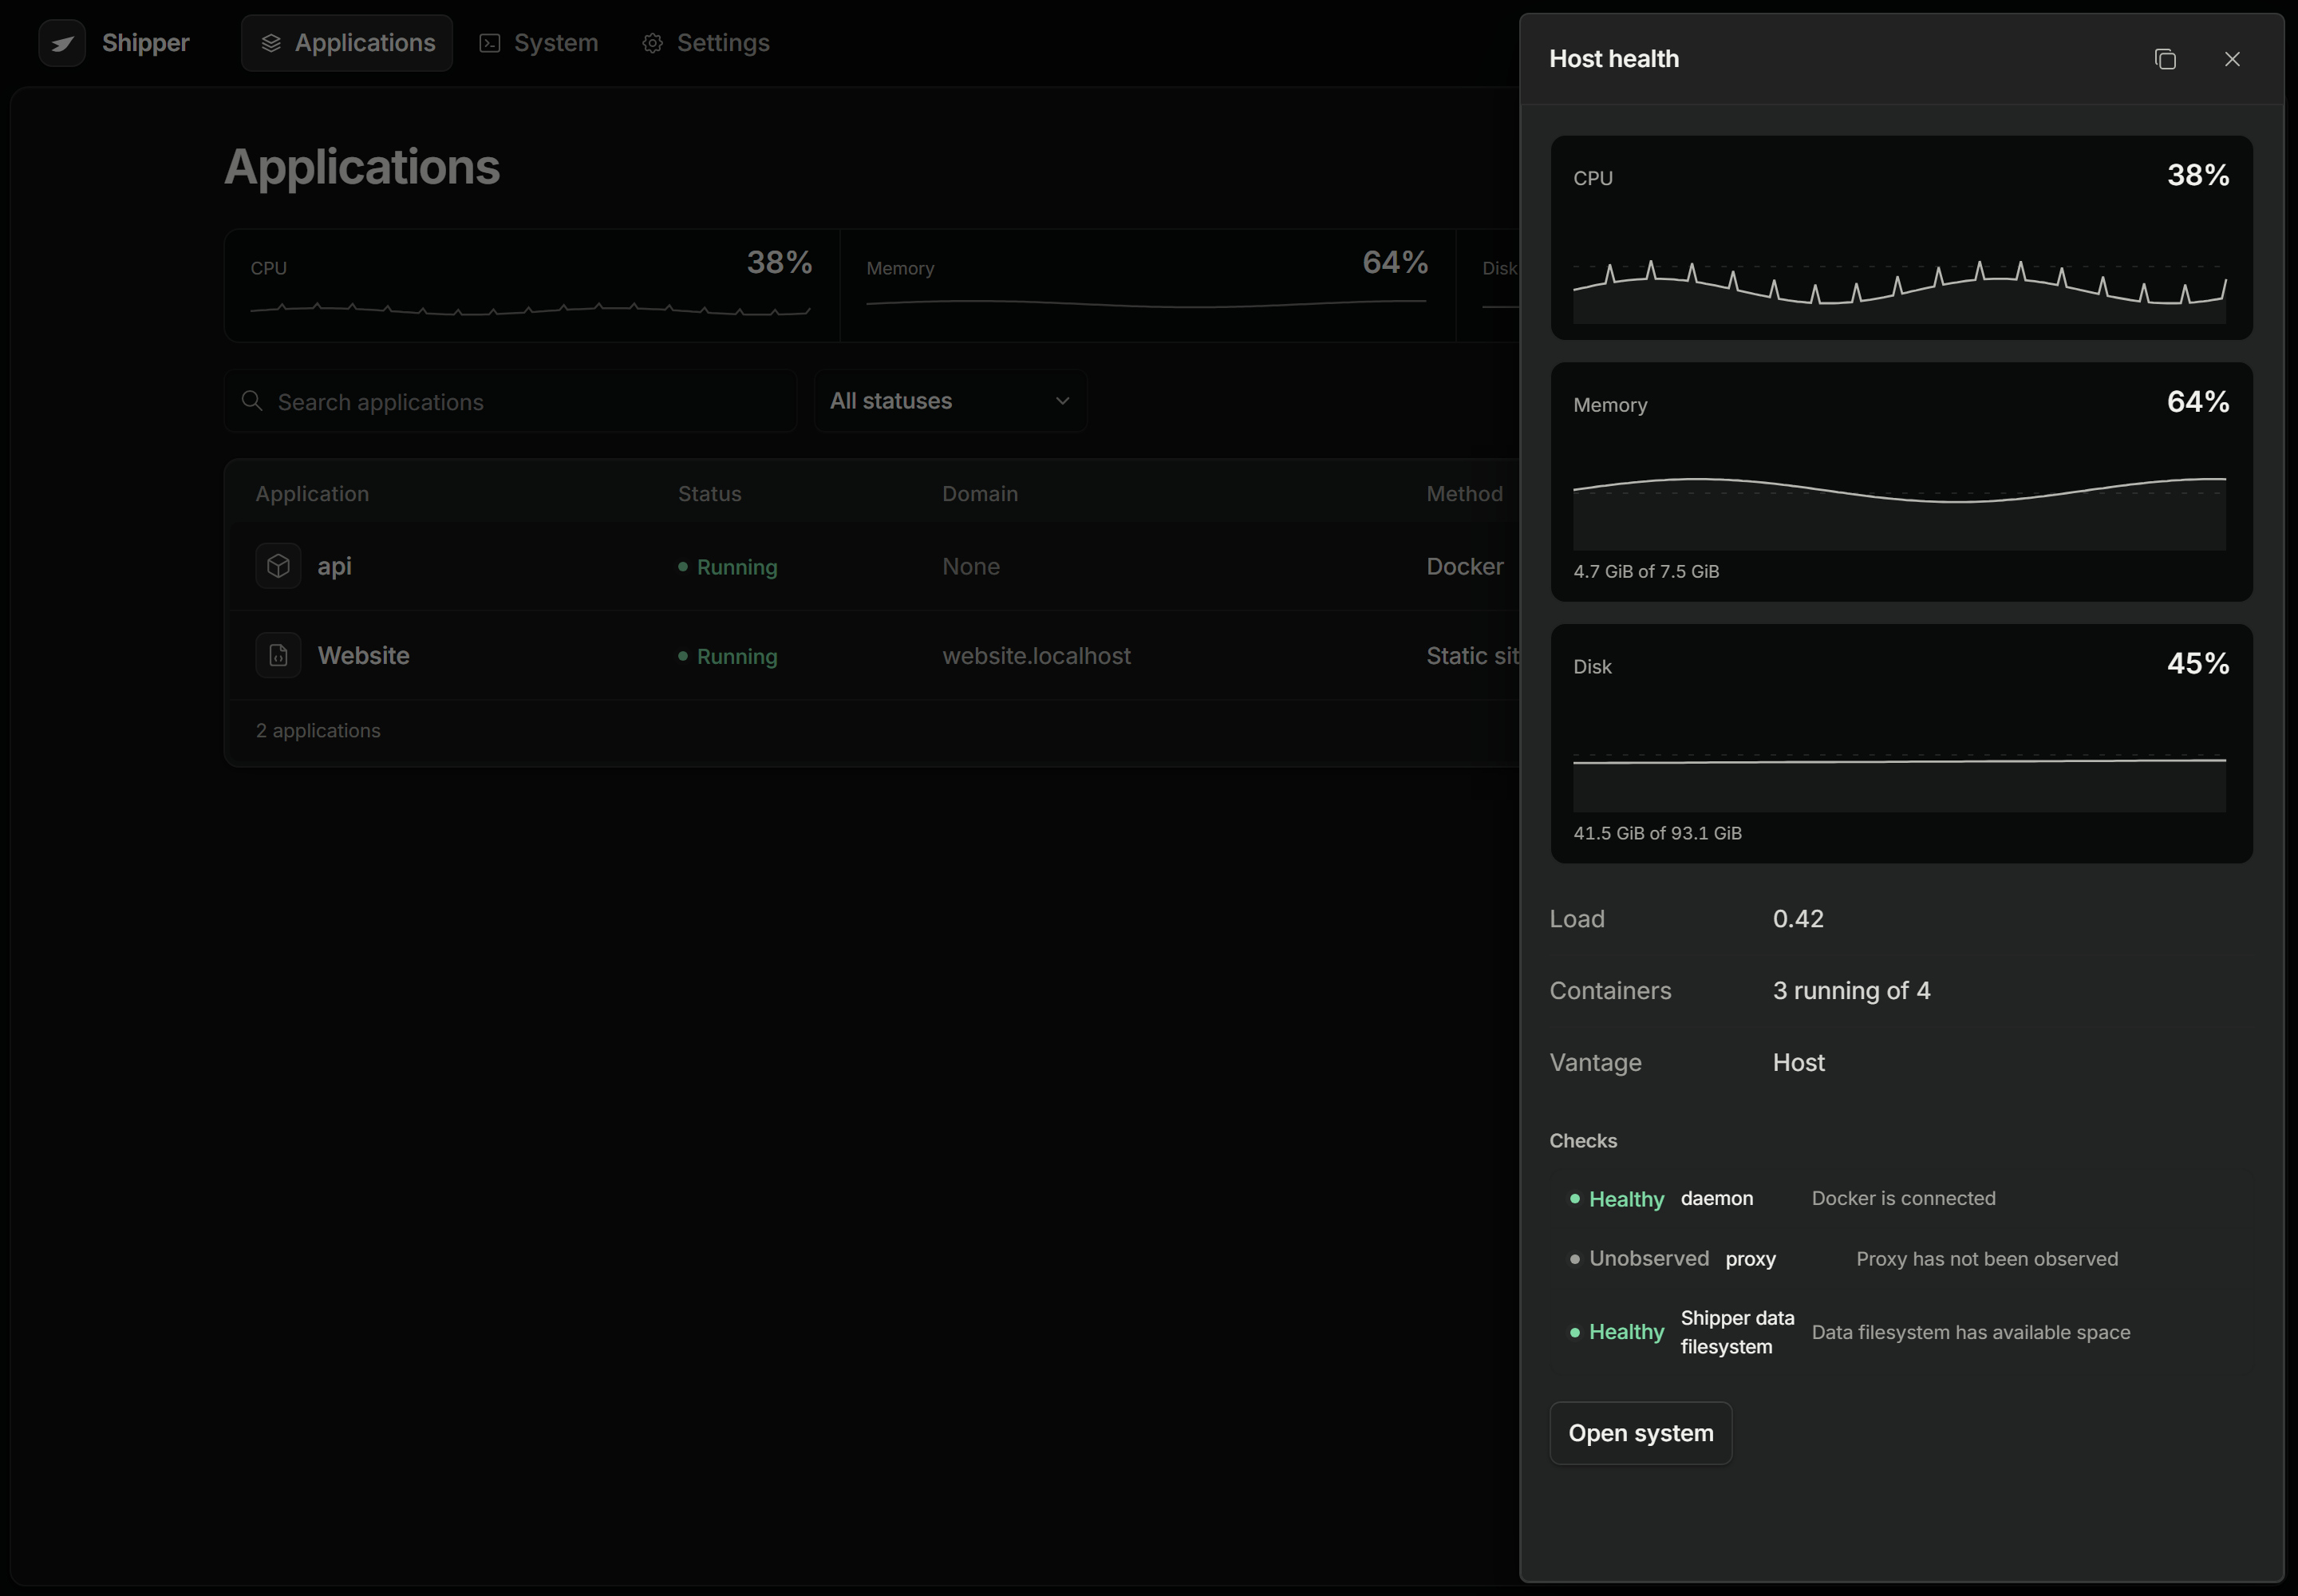 Shipper
Applications
System
Settings
Applications
CPU
38%
Memory
64%
Disk
Search applications
All statuses
Application
Status
Domain
Method
api
Running
None
Docker
Website
Running
website.localhost
Static sit
2 applications
Host health
CPU
38%
Memory
64%
4.7 GiB of 7.5 GiB
Disk
45%
41.5 GiB of 93.1 GiB
Load
0.42
Containers
3 running of 4
Vantage
Host
Checks
Healthy
daemon
Docker is connected
Unobserved
proxy
Proxy has not been observed
Healthy
Shipper data
filesystem
Data filesystem has available space
Open system